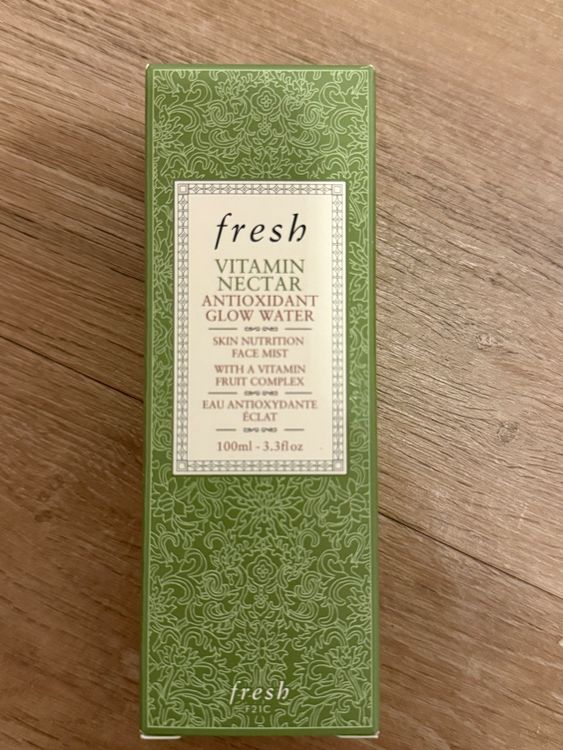 fresh
VITAMIN
NECTAR
ANTIOXIDANT
GLOW WATER
SKIN NUTRITION
FACE MIST
WITH A VITAMIN
FRUIT COMPLEX
EAU ANTIOXYDANTE
ÉCLAT
100ml - 3.3fl oz
fresh
F21C